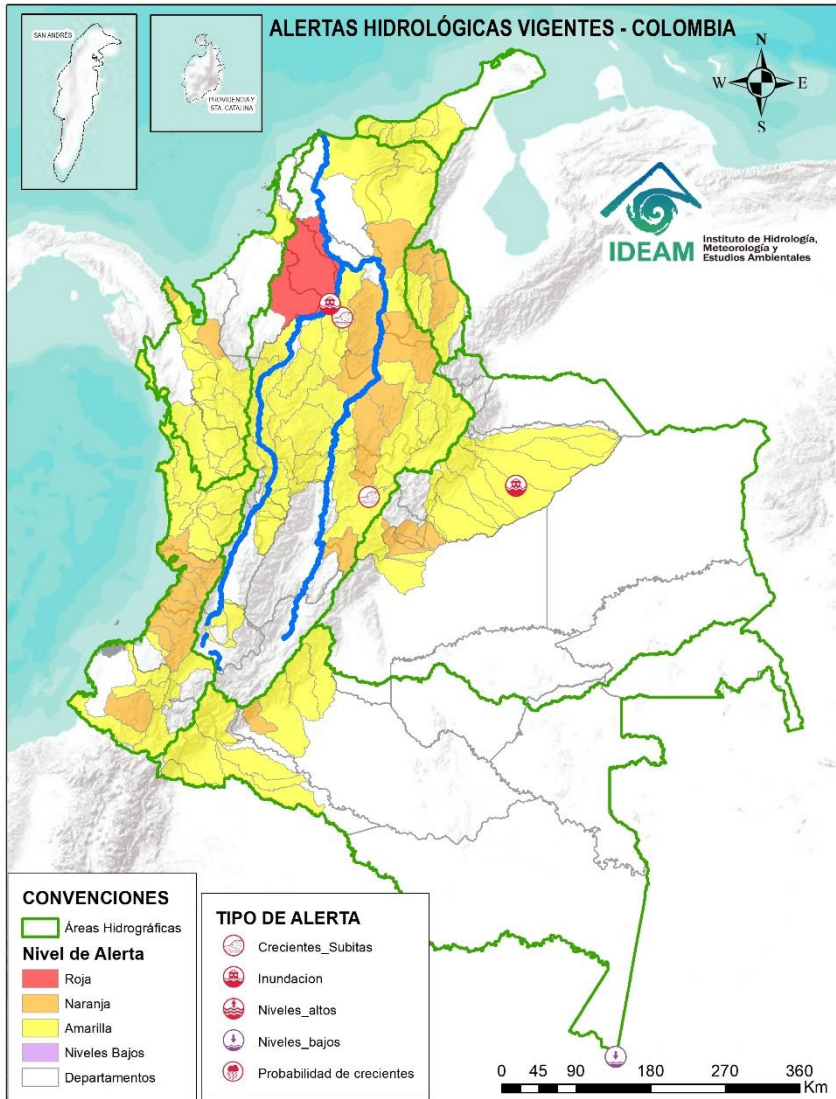 ALERTAS HIDROLÓGICAS VIGENTES - COLOMBIA
SAN ANDRÉS
PROVIDENCIA Y
STA. CATALINA
N
W
E
S
IDEAM
Instituto de Hidrología,
Meteorología y
Estudios Ambientales
CONVENCIONES
Áreas Hidrográficas
Nivel de Alerta
Roja
Naranja
Amarilla
Niveles Bajos
Departamentos
TIPO DE ALERTA
Crecientes_Subitas
Inundacion
Niveles_altos
Niveles_bajos
Probabilidad de crecientes
0 45 90 180 270 360
Km